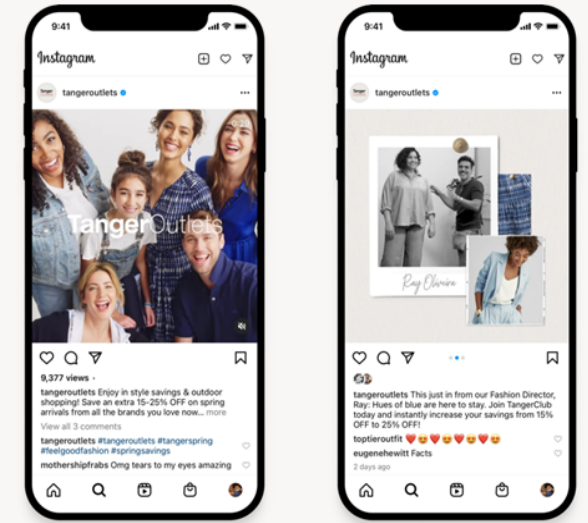 9:41
Instagram
tangeroutlets
TangerOutlets
9,377 views ·
tangeroutlets Enjoy in style savings & outdoor
shopping! Save an extra 15-25% OFF on spring
arrivals from all the brands you love now... more
View all 3 comments
tangeroutlets #tangeroutlets #tangerspring
#feelgoodfashion #springsavings
mothershipfrabs Omg tears to my eyes amazing
9:41
Instagram
tangeroutlets
Ray Oliveira
tangeroutlets This just in from our Fashion Director,
Ray: Hues of blue are here to stay. Join TangerClub
today and instantly increase your savings from 15%
OFF to 25% OFF!
toptieroutfit ❤️😍❤️😍❤️😍❤️😍
eugenehewitt Facts
2 days ago